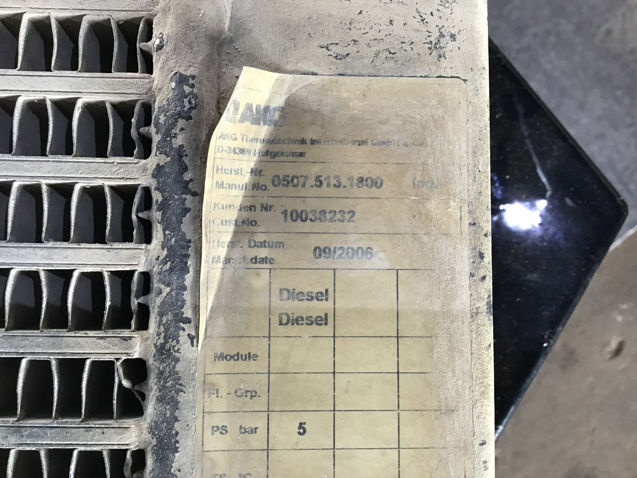 AKG
AKG Thermotechnik International GmbH & Co.
D-34369 Hofgeismar
Herst.-Nr.
Manuf.No. 0507.513.1800
Kunden Nr.
Cust.No. 10038232
Herst. Datum
Manuf.date 09/2006
Diesel
Diesel
Module
Fl. - Grp.
PS bar 5